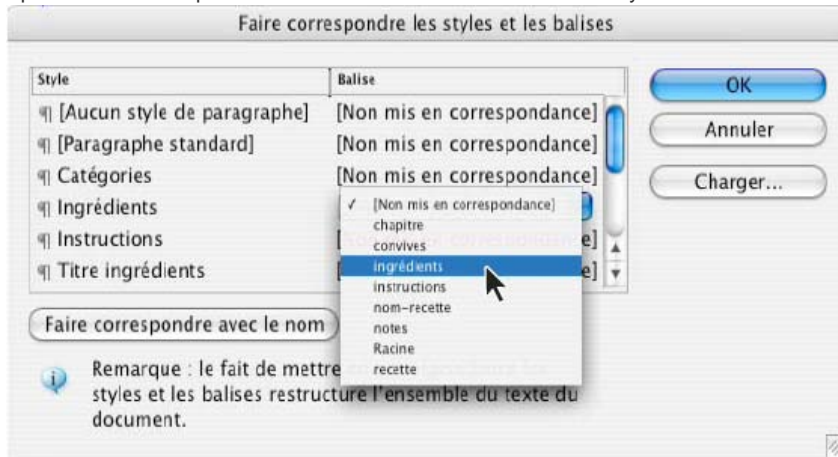 Faire correspondre les styles et les balises
Style Balise
¶ [Aucun style de paragraphe] [Non mis en correspondance]
¶ [Paragraphe standard] [Non mis en correspondance]
¶ Catégories [Non mis en correspondance]
¶ Ingrédients
¶ Instructions
¶ Titre ingrédients
✓ [Non mis en correspondance]
chapitre
convives
ingrédients
instructions
nom-recette
notes
Racine
recette
OK
Annuler
Charger...
Faire correspondre avec le nom
Remarque : le fait de mettre
styles et les balises restructure l'ensemble du texte du
document.